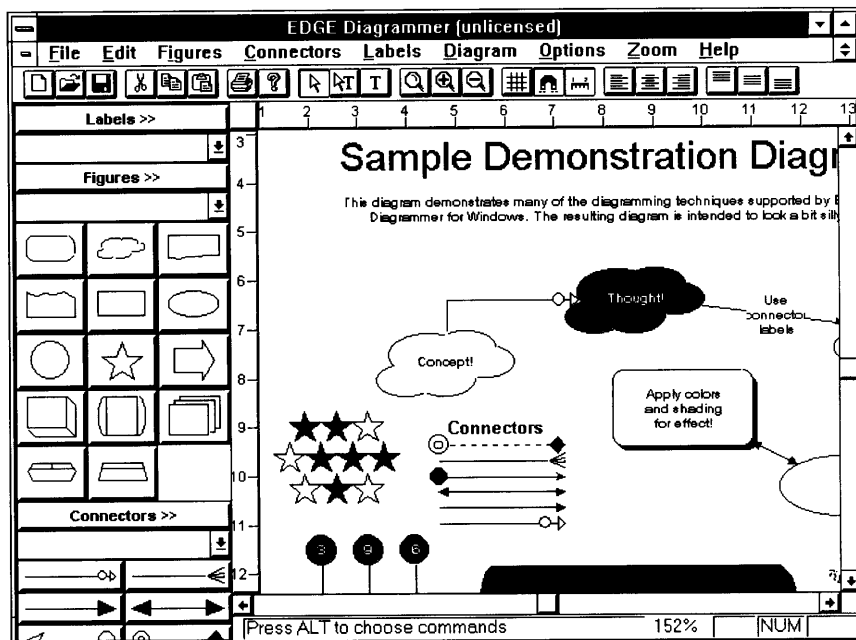 EDGE Diagrammer (unlicensed)
File Edit Figures Connectors Labels Diagram Options Zoom Help
T T
1 2 3 4 5 6 7 8 9 10 11 12 13
Labels >>
Figures >>
Connectors >>
3
4
5
6
7
8
9
10
11
12
Sample Demonstration Diagr
This diagram demonstrates many of the diagramming techniques supported by E
Diagrammer for Windows. The resulting diagram is intended to look a bit silly
Thought!
Use
connector
labels
Concept!
Apply colors
and shading
for effect!
Connectors
3 9 6
Press ALT to choose commands 152% NUM